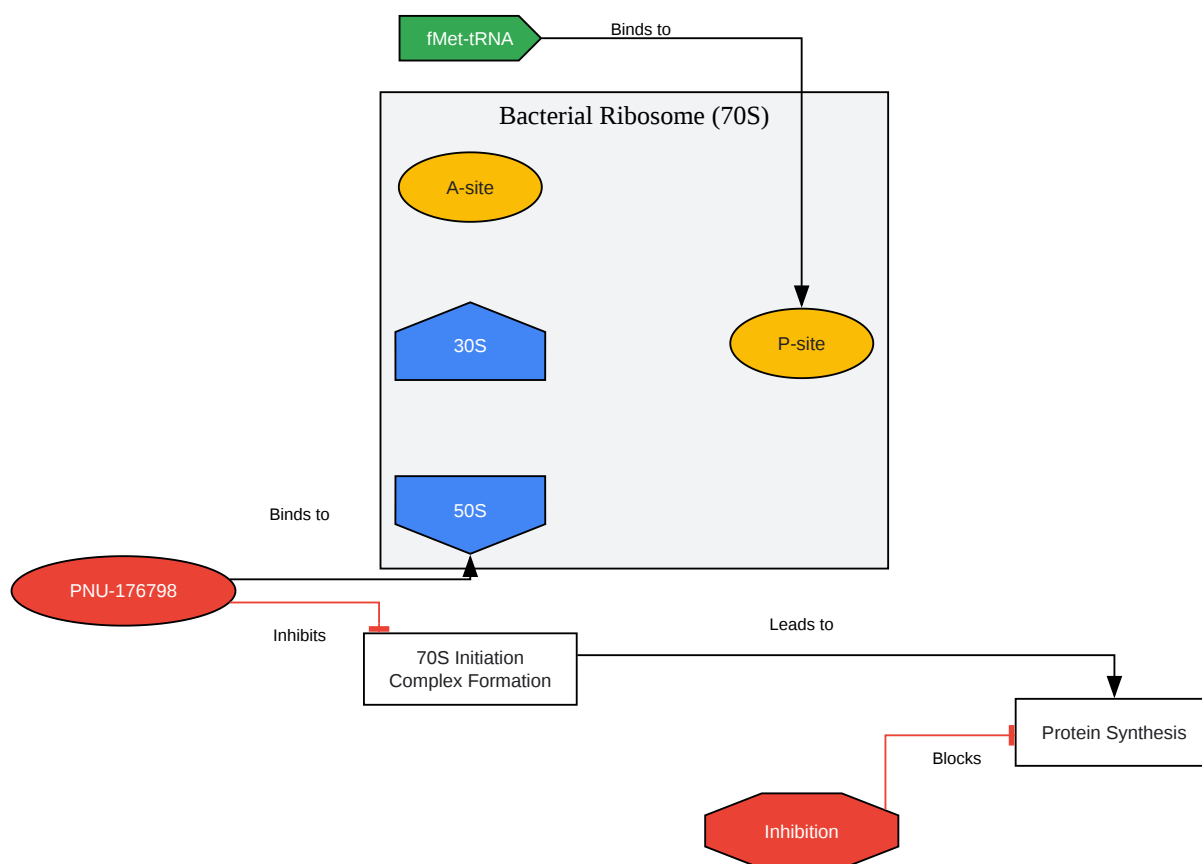 fMet-tRNA
Binds to
Bacterial Ribosome (70S)
A-site
30S
P-site
50S
Binds to
PNU-176798
Inhibits
70S Initiation
Complex Formation
Leads to
Protein Synthesis
Blocks
Inhibition